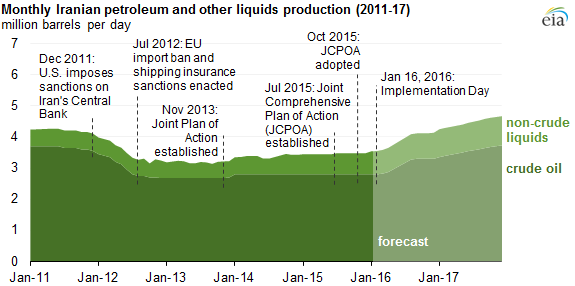 Monthly Iranian petroleum and other liquids production (2011-17)
million barrels per day
eia
7
6
5
4
3
2
1
0
Dec 2011:
U.S. imposes
sanctions on
Iran's Central
Bank
Jul 2012: EU
import ban and
shipping insurance
sanctions enacted
Nov 2013:
Joint Plan of
Action
established
Jul 2015: Joint
Comprehensive
Plan of Action
(JCPOA)
established
Oct 2015:
JCPOA
adopted
Jan 16, 2016:
Implementation Day
non-crude
liquids
crude oil
forecast
Jan-11
Jan-12
Jan-13
Jan-14
Jan-15
Jan-16
Jan-17